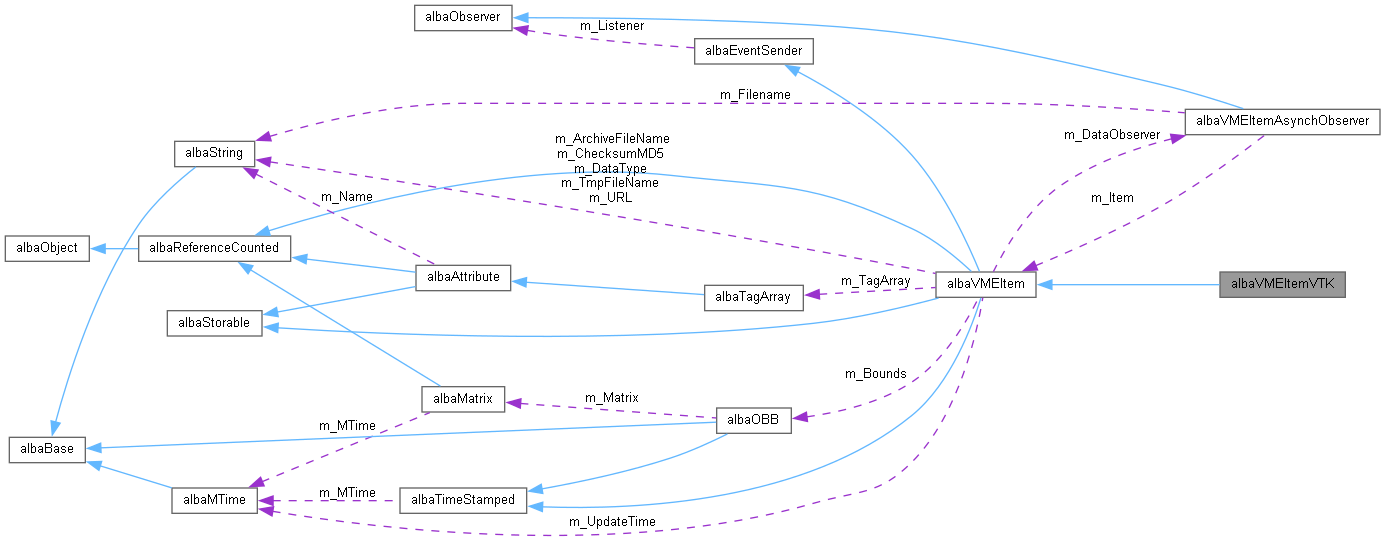 albaObserver
m_Listener
albaEventSender
m_Filename
albaVMEItemAsynchObserver
m_DataObserver
m_ArchiveFileName
m_ChecksumMD5
m_DataType
m_TmpFileName
m_URL
albaString
m_Name
m_Item
albaObject
albaReferenceCounted
albaAttribute
m_TagArray
albaVMEItem
albaVMEItemVTK
albaTagArray
albaStorable
m_Bounds
albaMatrix
m_Matrix
albaOBB
m_MTime
albaBase
albaMTime
m_MTime
albaTimeStamped
m_UpdateTime